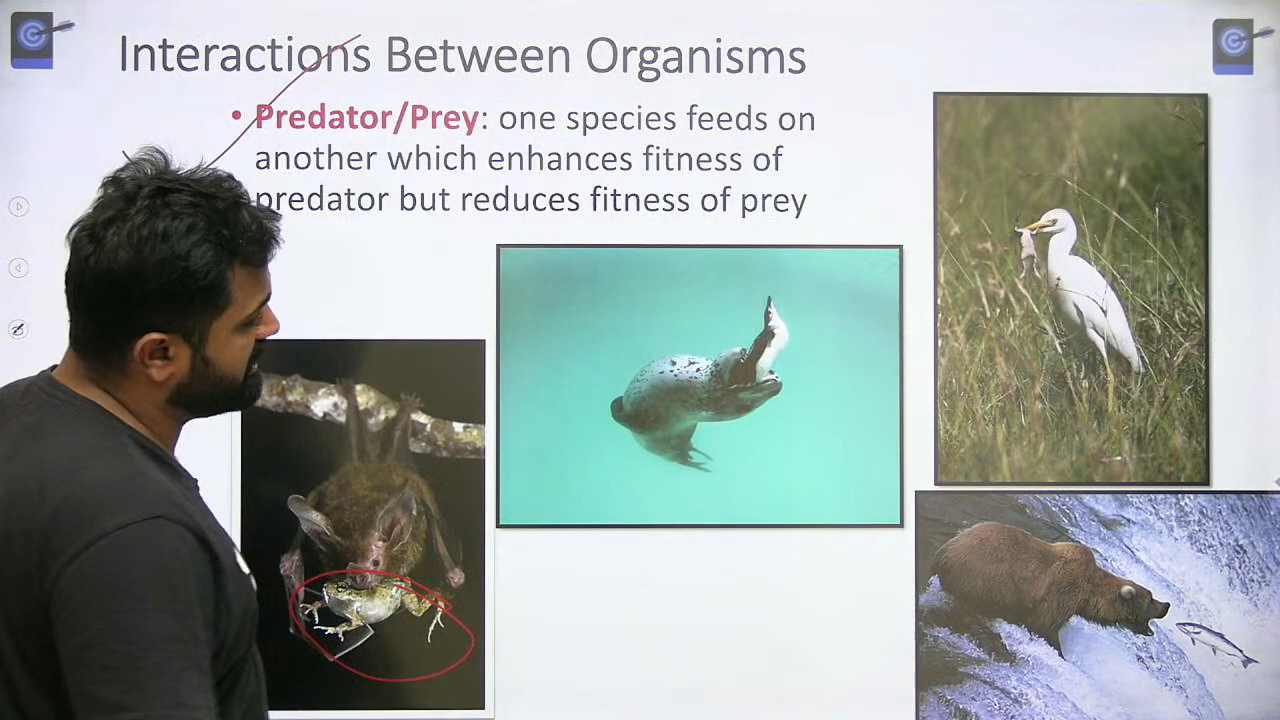 Interactions Between Organisms
• Predator/Prey: one species feeds on
another which enhances fitness of
predator but reduces fitness of prey